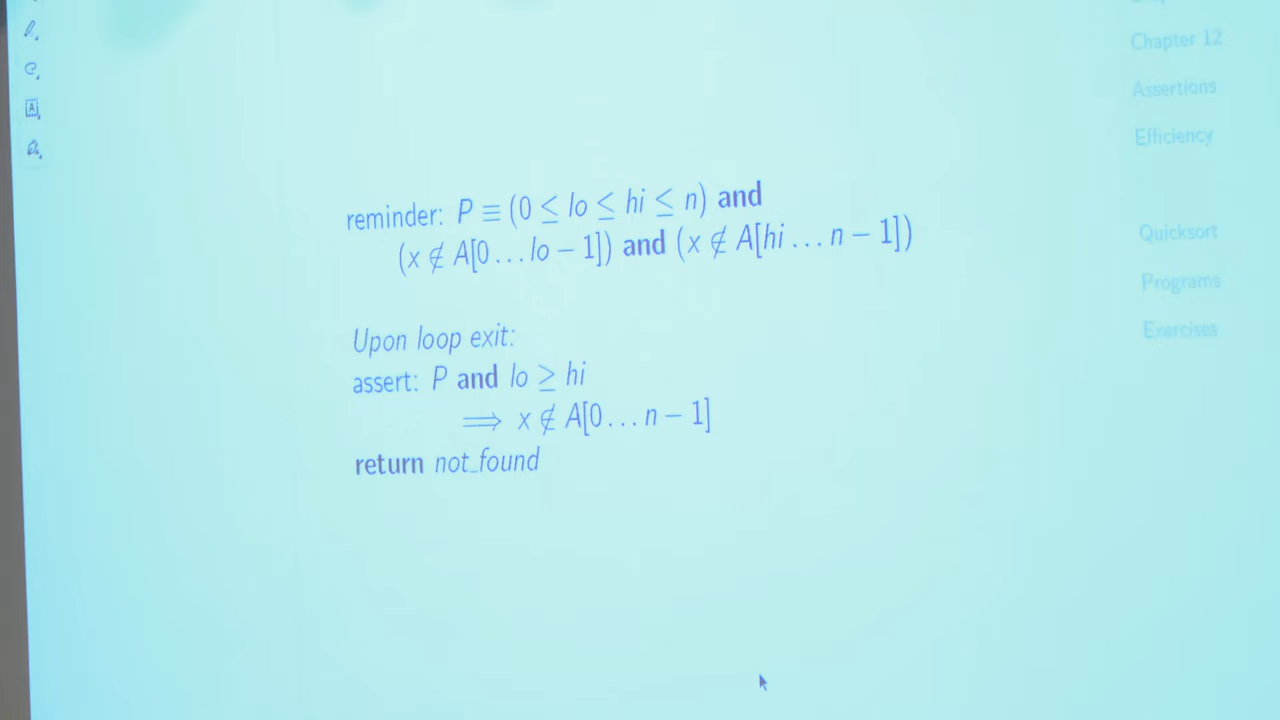 Chapter 12
Assertions
Efficiency
Quicksort
Programs
Exercises
reminder: P ≡ (0 ≤ lo ≤ hi ≤ n) and
(x ∉ A[0 … lo − 1]) and (x ∉ A[hi … n − 1])
Upon loop exit:
assert: P and lo ≥ hi
⟹ x ∉ A[0 … n − 1]
return not_found